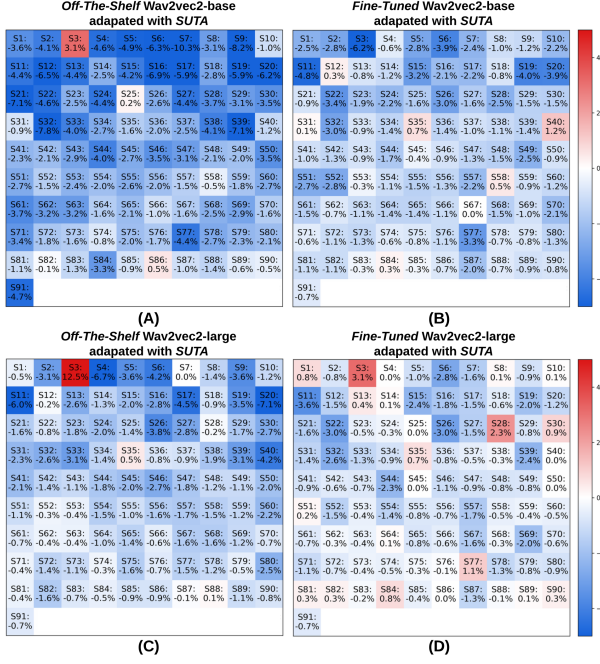 Off-The-Shelf Wav2vec2-base
adapated with SUTA
S1: S2: S3: S4: S5: S6: S7: S8: S9: S10:
-3.6% -4.1% 3.1% -4.6% -4.9% -6.3% -10.3% -3.1% -8.2% -1.0%
S11: S12: S13: S14: S15: S16: S17: S18: S19: S20:
-4.4% -6.5% -4.4% -2.5% -4.2% -6.9% -5.9% -2.9% -5.9% -6.2%
S21: S22: S23: S24: S25: S26: S27: S28: S29: S30:
-7.1% -4.6% -2.5% -4.4% 0.2% -2.6% -4.4% -3.7% -3.1% -3.5%
S31: S32: S33: S34: S35: S36: S37: S38: S39: S40:
-0.9% -7.8% -4.0% -2.7% -1.6% -2.0% -2.5% -4.1% -7.1% -1.2%
S41: S42: S43: S44: S45: S46: S47: S48: S49: S50:
-2.3% -2.1% -2.9% -4.0% -2.7% -3.5% -3.1% -2.1% -2.0% -3.5%
S51: S52: S53: S54: S55: S56: S57: S58: S59: S60:
-2.7% -1.5% -2.4% -2.0% -2.6% -2.0% -1.5% -0.5% -1.8% -2.7%
S61: S62: S63: S64: S65: S66: S67: S68: S69: S70:
-3.7% -3.2% -3.2% -1.6% -2.1% -1.0% -1.6% -2.5% -2.9% -1.6%
S71: S72: S73: S74: S75: S76: S77: S78: S79: S80:
-3.4% -1.8% -1.6% -0.8% -2.0% -1.7% -4.4% -2.7% -2.3% -2.1%
S81: S82: S83: S84: S85: S86: S87: S88: S89: S90:
-1.1% -0.1% -1.3% -3.3% -0.9% 0.5% -1.0% -1.4% -0.6% -0.5%
S91:
-4.7%
(A)
Fine-Tuned Wav2vec2-base
adapated with SUTA
S1: S2: S3: S4: S5: S6: S7: S8: S9: S10:
-2.5% -2.8% -6.2% -0.6% -2.8% -3.9% -2.4% -1.0% -1.2% -2.2%
S11: S12: S13: S14: S15: S16: S17: S18: S19: S20:
-4.8% 0.3% -0.8% -1.2% -3.2% -2.1% -1.8% -2.2% -4.0% -3.9%
S21: S22: S23: S24: S25: S26: S27: S28: S29: S30:
-0.9% -3.4% -1.9% -2.2% -1.6% -3.0% -1.6% -2.5% -1.0% -1.5%
S31: S32: S33: S34: S35: S36: S37: S38: S39: S40:
0.1% -3.0% -0.9% -1.3% 0.7% -0.9% -1.3% -1.1% -1.4% 1.2%
S41: S42: S43: S44: S45: S46: S47: S48: S49: S50:
-1.0% -1.3% -0.9% -1.7% -0.4% -0.9% -1.7% -1.5% -2.5% -0.9%
S51: S52: S53: S54: S55: S56: S57: S58: S59: S60:
-2.7% -2.8% -0.3% -1.5% -1.2% -1.7% -2.2% 0.5% -0.9% -1.2%
S61: S62: S63: S64: S65: S66: S67: S68: S69: S70:
-1.5% -0.7% -1.1% -1.4% -0.9% -1.2% 0.0% -1.5% -1.0% -2.1%
S71: S72: S73: S74: S75: S76: S77: S78: S79: S80:
-0.6% -1.1% -1.2% -0.7% -0.7% -1.1% -3.3% -0.7% -0.8% -1.3%
S81: S82: S83: S84: S85: S86: S87: S88: S89: S90:
-1.1% -1.1% -0.3% 0.3% -0.3% -1.0% -2.0% -0.7% -0.9% -0.8%
S91:
-0.7%
(B)
4
2
0
Off-The-Shelf Wav2vec2-large
adapated with SUTA
S1: S2: S3: S4: S5: S6: S7: S8: S9: S10:
-0.5% -3.1% 12.5% -6.7% -3.6% -4.2% 0.0% -1.4% -3.6% -1.2%
S11: S12: S13: S14: S15: S16: S17: S18: S19: S20:
-6.0% -0.2% -2.6% -1.3% -2.0% -2.8% -4.5% -0.9% -3.5% -7.1%
S21: S22: S23: S24: S25: S26: S27: S28: S29: S30:
-1.6% -0.8% -1.8% -2.0% -1.6% -3.8% -2.8% -0.2% -1.7% -2.7%
S31: S32: S33: S34: S35: S36: S37: S38: S39: S40:
-2.3% -2.6% -3.1% -1.4% 0.5% -0.8% -1.8% -1.9% -3.1% -4.2%
S41: S42: S43: S44: S45: S46: S47: S48: S49: S50:
-2.1% -1.4% -1.1% -1.8% -2.0% -2.7% -1.8% -1.2% -1.1% -2.0%
S51: S52: S53: S54: S55: S56: S57: S58: S59: S60:
-1.1% -0.3% -0.4% -1.5% -1.0% -1.6% -1.7% -1.5% -1.6% -2.2%
S61: S62: S63: S64: S65: S66: S67: S68: S69: S70:
-0.7% -0.4% -0.4% -1.0% -1.4% -0.6% -1.6% -1.6% -1.2% -0.7%
S71: S72: S73: S74: S75: S76: S77: S78: S79: S80:
-1.4% -0.7% -1.1% -0.3% -1.6% -0.7% -1.5% -1.2% -0.5% -2.5%
S81: S82: S83: S84: S85: S86: S87: S88: S89: S90:
-0.4% -1.6% -0.7% -0.5% -0.9% -0.9% -0.1% 0.1% -1.1% -0.8%
S91:
-0.7%
(C)
Fine-Tuned Wav2vec2-large
adapated with SUTA
S1: S2: S3: S4: S5: S6: S7: S8: S9: S10:
0.8% -0.8% 3.1% 0.0% -1.0% -2.8% -1.6% 0.1% -0.9% 0.1%
S11: S12: S13: S14: S15: S16: S17: S18: S19: S20:
-3.6% -1.5% 0.4% 0.1% -2.4% -1.8% -1.8% -0.6% -2.0% -1.2%
S21: S22: S23: S24: S25: S26: S27: S28: S29: S30:
-1.6% -3.0% -0.5% -0.3% 0.0% -3.0% -1.5% 2.3% -0.3% 0.9%
S31: S32: S33: S34: S35: S36: S37: S38: S39: S40:
-1.4% -2.6% -1.3% -0.9% 0.7% -0.8% -1.3% -0.9% -2.4% 0.0%
S41: S42: S43: S44: S45: S46: S47: S48: S49: S50:
-0.9% -0.6% -0.7% -2.3% 0.0% -1.1% -0.8% -0.9% -1.2% 0.0%
S51: S52: S53: S54: S55: S56: S57: S58: S59: S60:
0.2% -1.5% -0.4% -1.4% -0.8% -0.7% -1.7% -0.5% -0.4% -0.5%
S61: S62: S63: S64: S65: S66: S67: S68: S69: S70:
-0.7% -0.3% -0.6% 0.1% -0.9% -0.4% -1.3% -0.8% -2.0% -0.6%
S71: S72: S73: S74: S75: S76: S77: S78: S79: S80:
-1.1% -0.7% -0.4% -0.7% -0.5% -0.1% 1.1% -1.3% -0.8% -0.9%
S81: S82: S83: S84: S85: S86: S87: S88: S89: S90:
0.3% 0.3% -0.2% 0.8% -0.4% 0.0% -1.3% -0.1% -0.9% 0.3%
S91:
-0.7%
(D)
4
2
0